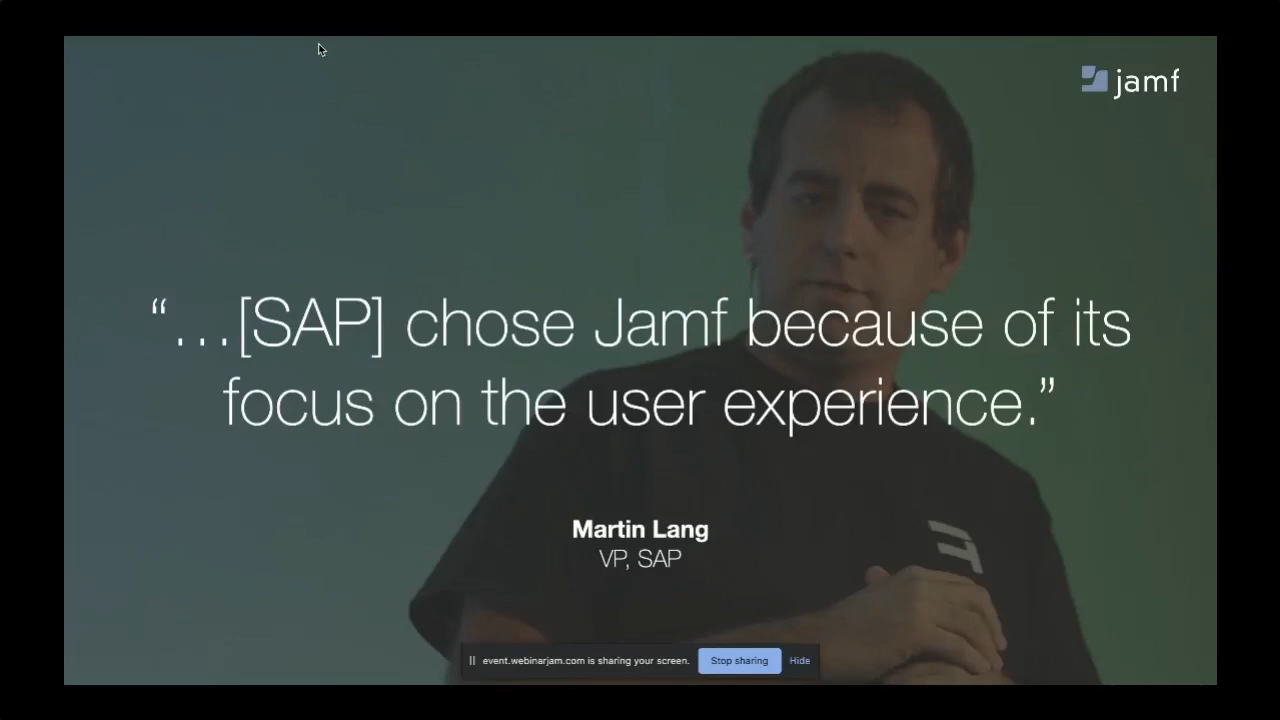 jamf
“…[SAP] chose Jamf because of its
focus on the user experience.”
Martin Lang
VP, SAP
event.webinarjam.com is sharing your screen. Stop sharing Hide